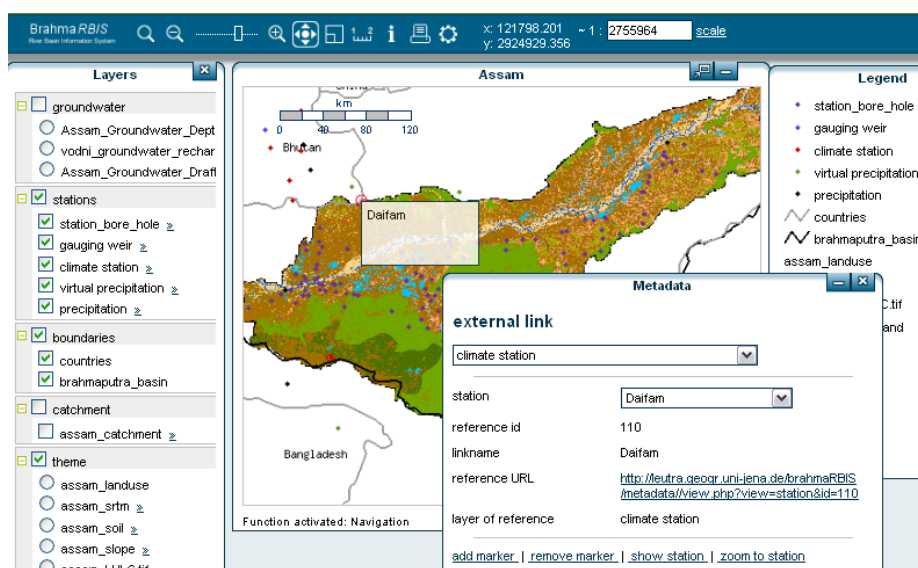 BrahmaRBIS
River Basin Information System
x: 121798.201
y: 2924929.356
~ 1 : 2755964 scale
Layers
groundwater
Assam_Groundwater_Dept
vodni_groundwater_rechar
Assam_Groundwater_Draf
stations
station_bore_hole »
gauging weir »
climate station »
virtual precipitation »
precipitation »
boundaries
countries
brahmaputra_basin
catchment
assam_catchment »
theme
assam_landuse
assam_srtm »
assam_soil »
assam_slope »
Assam
km
0 40 80 120
Bhutan
Daifam
Bangladesh
Function activated: Navigation
Legend
station_bore_hole
gauging weir
climate station
virtual precipitation
precipitation
countries
brahmaputra_basin
assam_landuse
C.tif
and
Metadata
external link
climate station
station Daifam
reference id 110
linkname Daifam
reference URL http://leutra.geogr.uni-jena.de/brahmaRBIS
/metadata//view.php?view=station&id=110
layer of reference climate station
add marker | remove marker | show station | zoom to station